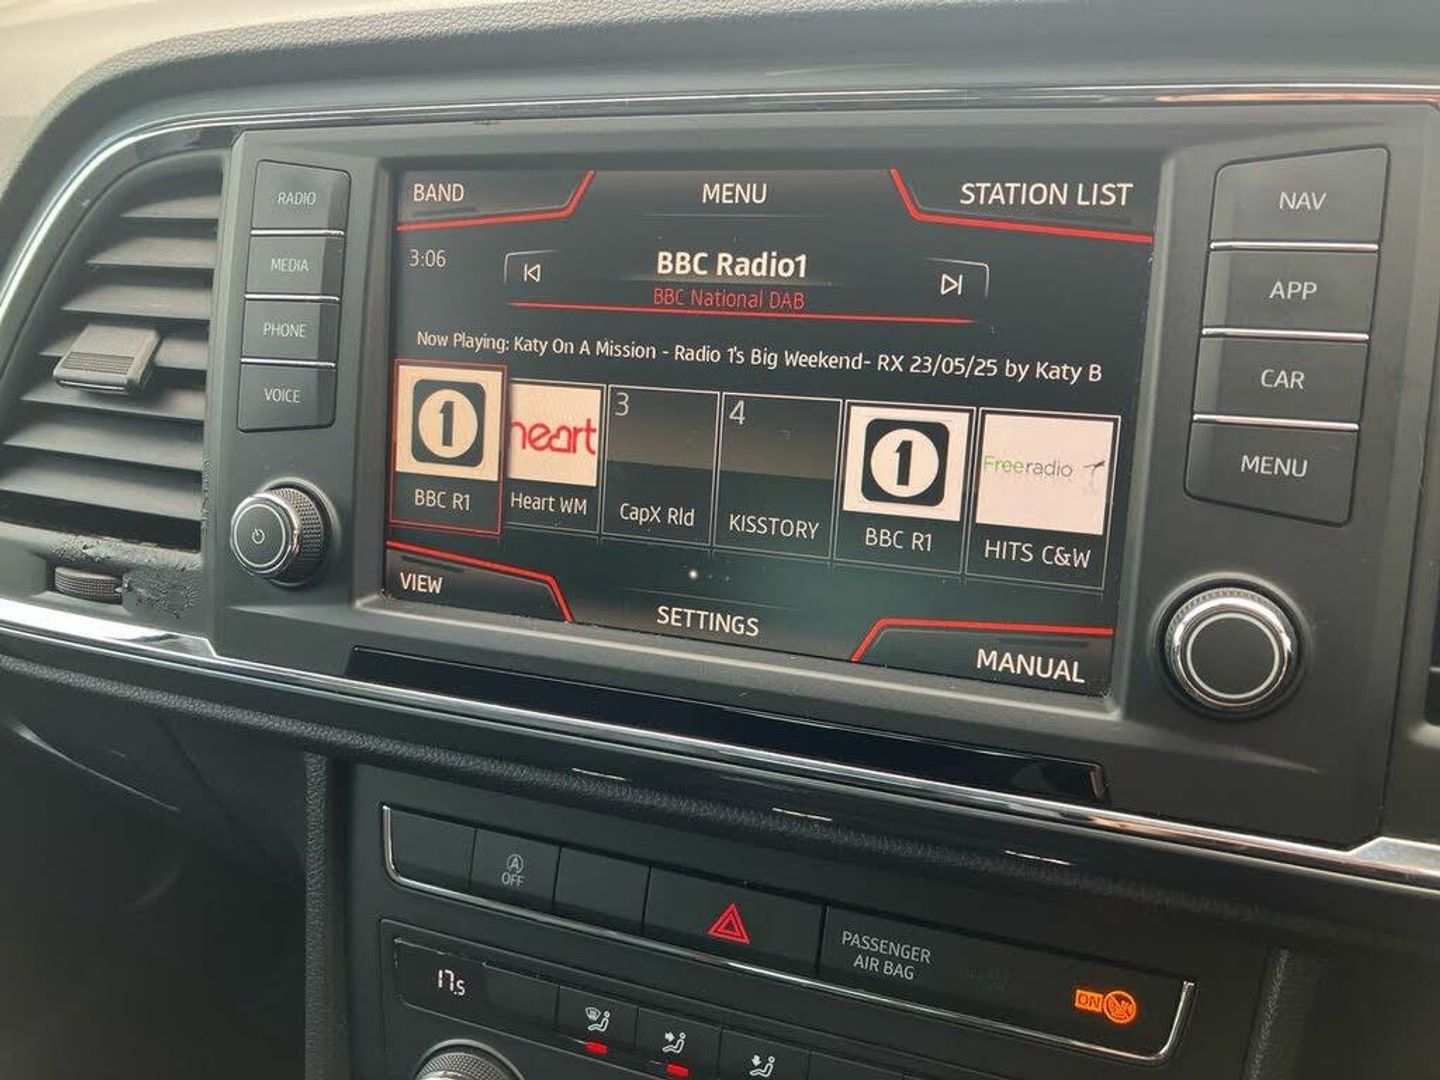 RADIO
MEDIA
PHONE
VOICE
BAND
MENU
STATION LIST
3:06
BBC Radio1
BBC National DAB
Now Playing: Katy On A Mission - Radio 1's Big Weekend- RX 23/05/25 by Katy B
1
BBC R1
heart
Heart WM
3
CapX Rld
4
KISSTORY
1
BBC R1
Freeradio
HITS C&W
VIEW
SETTINGS
MANUAL
NAV
APP
CAR
MENU
A
OFF
PASSENGER
AIR BAG
ON
17.5